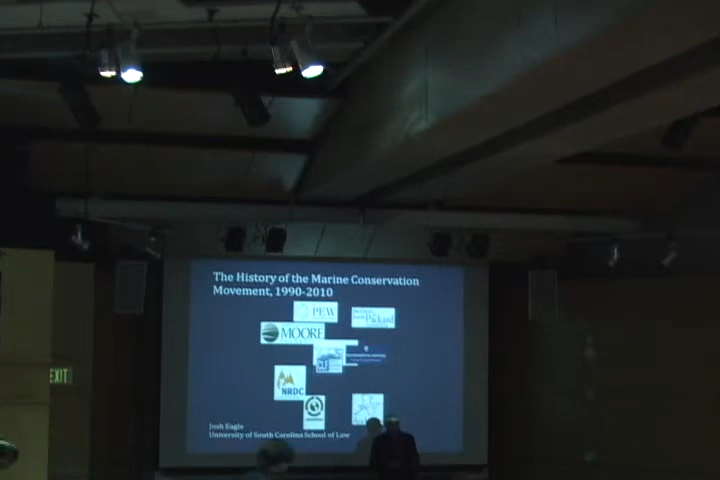 The History of the Marine Conservation
Movement, 1990-2010
PEW
Packard
MOORE
CLF
NRDC
EXIT
Josh Eagle
University of South Carolina School of Law